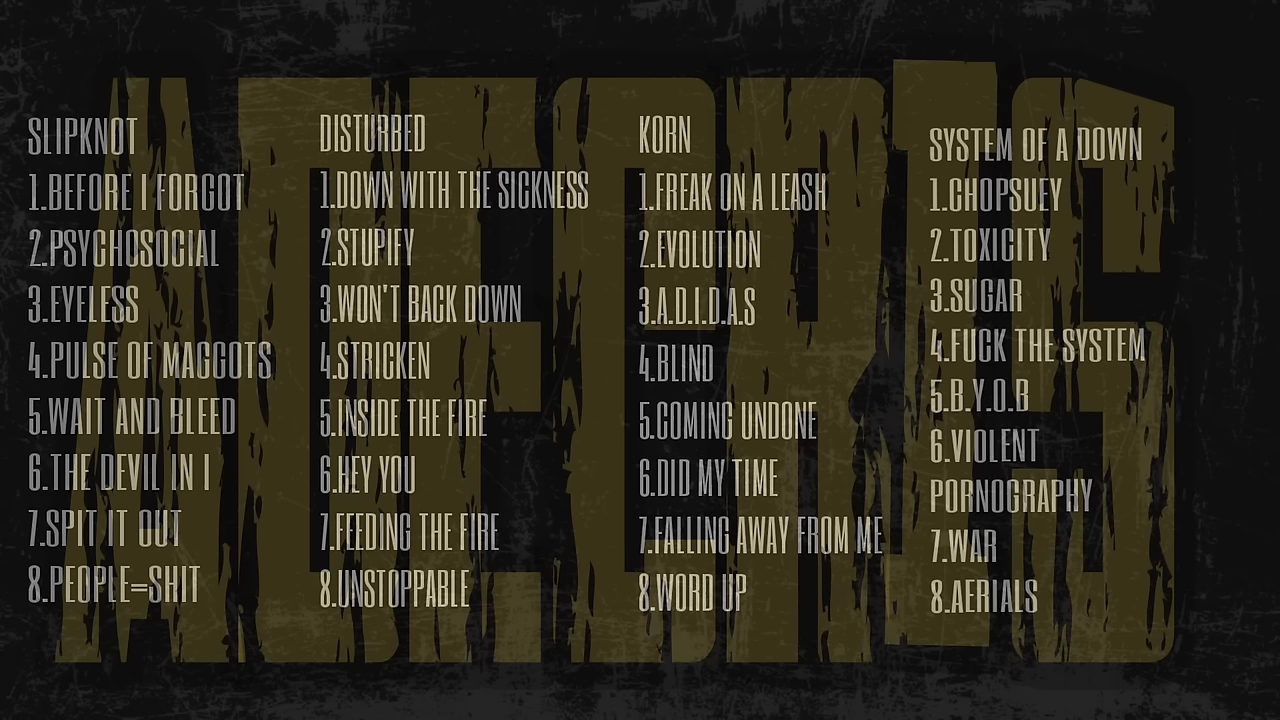 SLIPKNOT
1.BEFORE I FORGOT
2.PSYCHOSOCIAL
3.EYELESS
4.PULSE OF MAGGOTS
5.WAIT AND BLEED
6.THE DEVIL IN I
7.SPIT IT OUT
8.PEOPLE=SHIT
DISTURBED
1.DOWN WITH THE SICKNESS
2.STUPIFY
3.WON'T BACK DOWN
4.STRICKEN
5.INSIDE THE FIRE
6.HEY YOU
7.FEEDING THE FIRE
8.UNSTOPPABLE
KORN
1.FREAK ON A LEASH
2.EVOLUTION
3.A.D.I.D.A.S
4.BLIND
5.COMING UNDONE
6.DID MY TIME
7.FALLING AWAY FROM ME
8.WORD UP
SYSTEM OF A DOWN
1.CHOPSUEY
2.TOXICITY
3.SUGAR
4.FUCK THE SYSTEM
5.B.Y.O.B
6.VIOLENT
PORNOGRAPHY
7.WAR
8.AERIALS